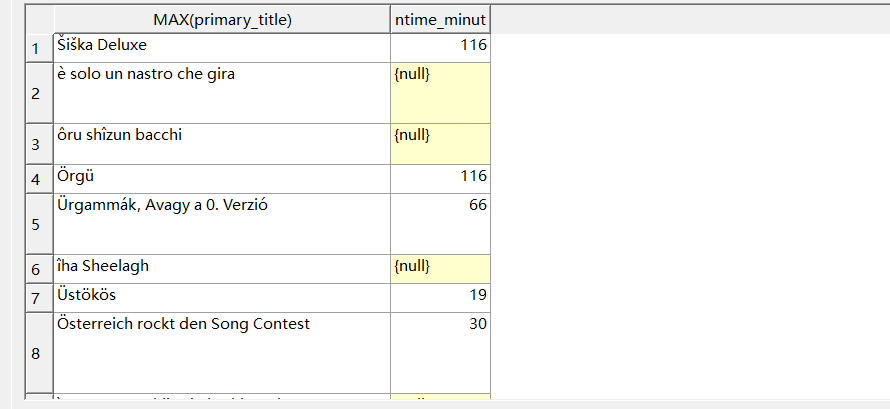 MAX(primary_title) ntime_minut
1 Šiška Deluxe 116
2 è solo un nastro che gira {null}
3 ôru shîzun bacchi {null}
4 Örgü 116
5 Ürgammák, Avagy a 0. Verzió 66
6 îha Sheelagh {null}
7 Üstökös 19
8 Österreich rockt den Song Contest 30